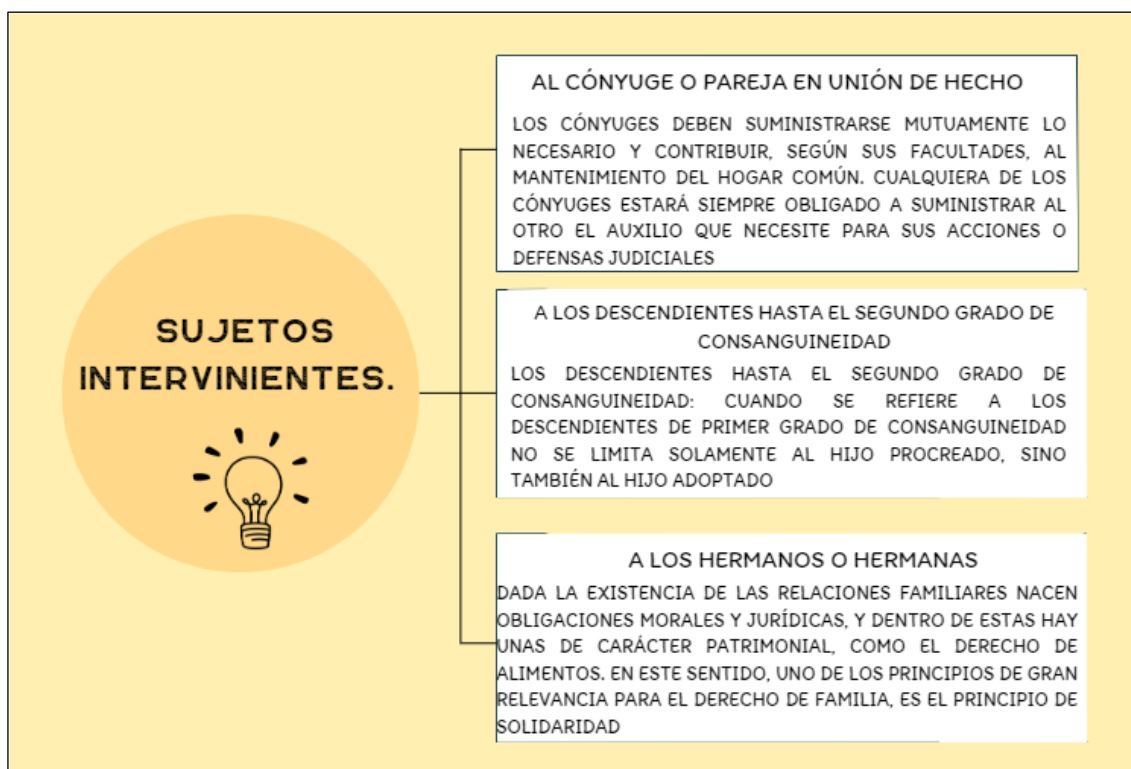 SUJETOS
INTERVINIENTES.
AL CÓNYUGE O PAREJA EN UNIÓN DE HECHO
LOS CÓNYUGES DEBEN SUMINISTRARSE MUTUAMENTE LO
NECESARIO Y CONTRIBUIR, SEGÚN SUS FACULTADES, AL
MANTENIMIENTO DEL HOGAR COMÚN. CUALQUIERA DE LOS
CÓNYUGES ESTARÁ SIEMPRE OBLIGADO A SUMINISTRAR AL
OTRO EL AUXILIO QUE NECESITE PARA SUS ACCIONES O
DEFENSAS JUDICIALES
A LOS DESCENDIENTES HASTA EL SEGUNDO GRADO DE
CONSANGUINEIDAD
LOS DESCENDIENTES HASTA EL SEGUNDO GRADO DE
CONSANGUINEIDAD: CUANDO SE REFIERE A LOS
DESCENDIENTES DE PRIMER GRADO DE CONSANGUINEIDAD
NO SE LIMITA SOLAMENTE AL HIJO PROCREADO, SINO
TAMBIÉN AL HIJO ADOPTADO
A LOS HERMANOS O HERMANAS
DADA LA EXISTENCIA DE LAS RELACIONES FAMILIARES NACEN
OBLIGACIONES MORALES Y JURÍDICAS, Y DENTRO DE ESTAS HAY
UNAS DE CARÁCTER PATRIMONIAL, COMO EL DERECHO DE
ALIMENTOS. EN ESTE SENTIDO, UNO DE LOS PRINCIPIOS DE GRAN
RELEVANCIA PARA EL DERECHO DE FAMILIA, ES EL PRINCIPIO DE
SOLIDARIDAD